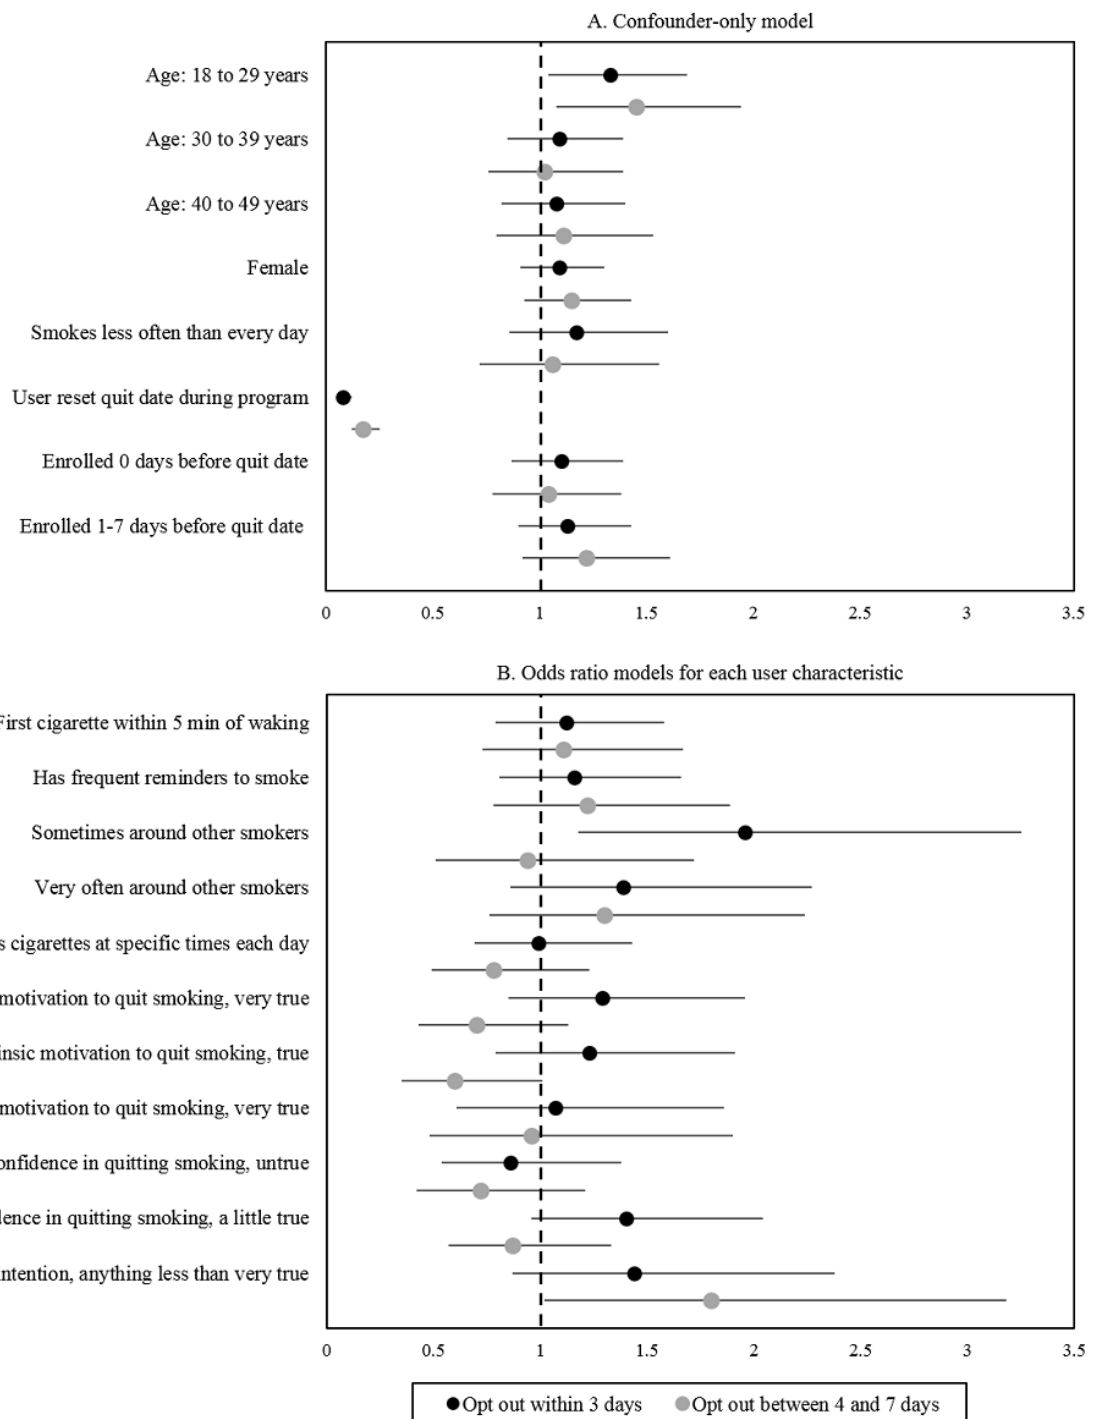 A. Confounder-only model
Age: 18 to 29 years
Age: 30 to 39 years
Age: 40 to 49 years
Female
Smokes less often than every day
User reset quit date during program
Enrolled 0 days before quit date
Enrolled 1-7 days before quit date
0 0.5 1 1.5 2 2.5 3 3.5
B. Odds ratio models for each user characteristic
First cigarette within 5 min of waking
Has frequent reminders to smoke
Sometimes around other smokers
Very often around other smokers
s cigarettes at specific times each day
motivation to quit smoking, very true
insic motivation to quit smoking, true
motivation to quit smoking, very true
onfidence in quitting smoking, untrue
dence in quitting smoking, a little true
intention, anything less than very true
0 0.5 1 1.5 2 2.5 3 3.5
Opt out within 3 days Opt out between 4 and 7 days